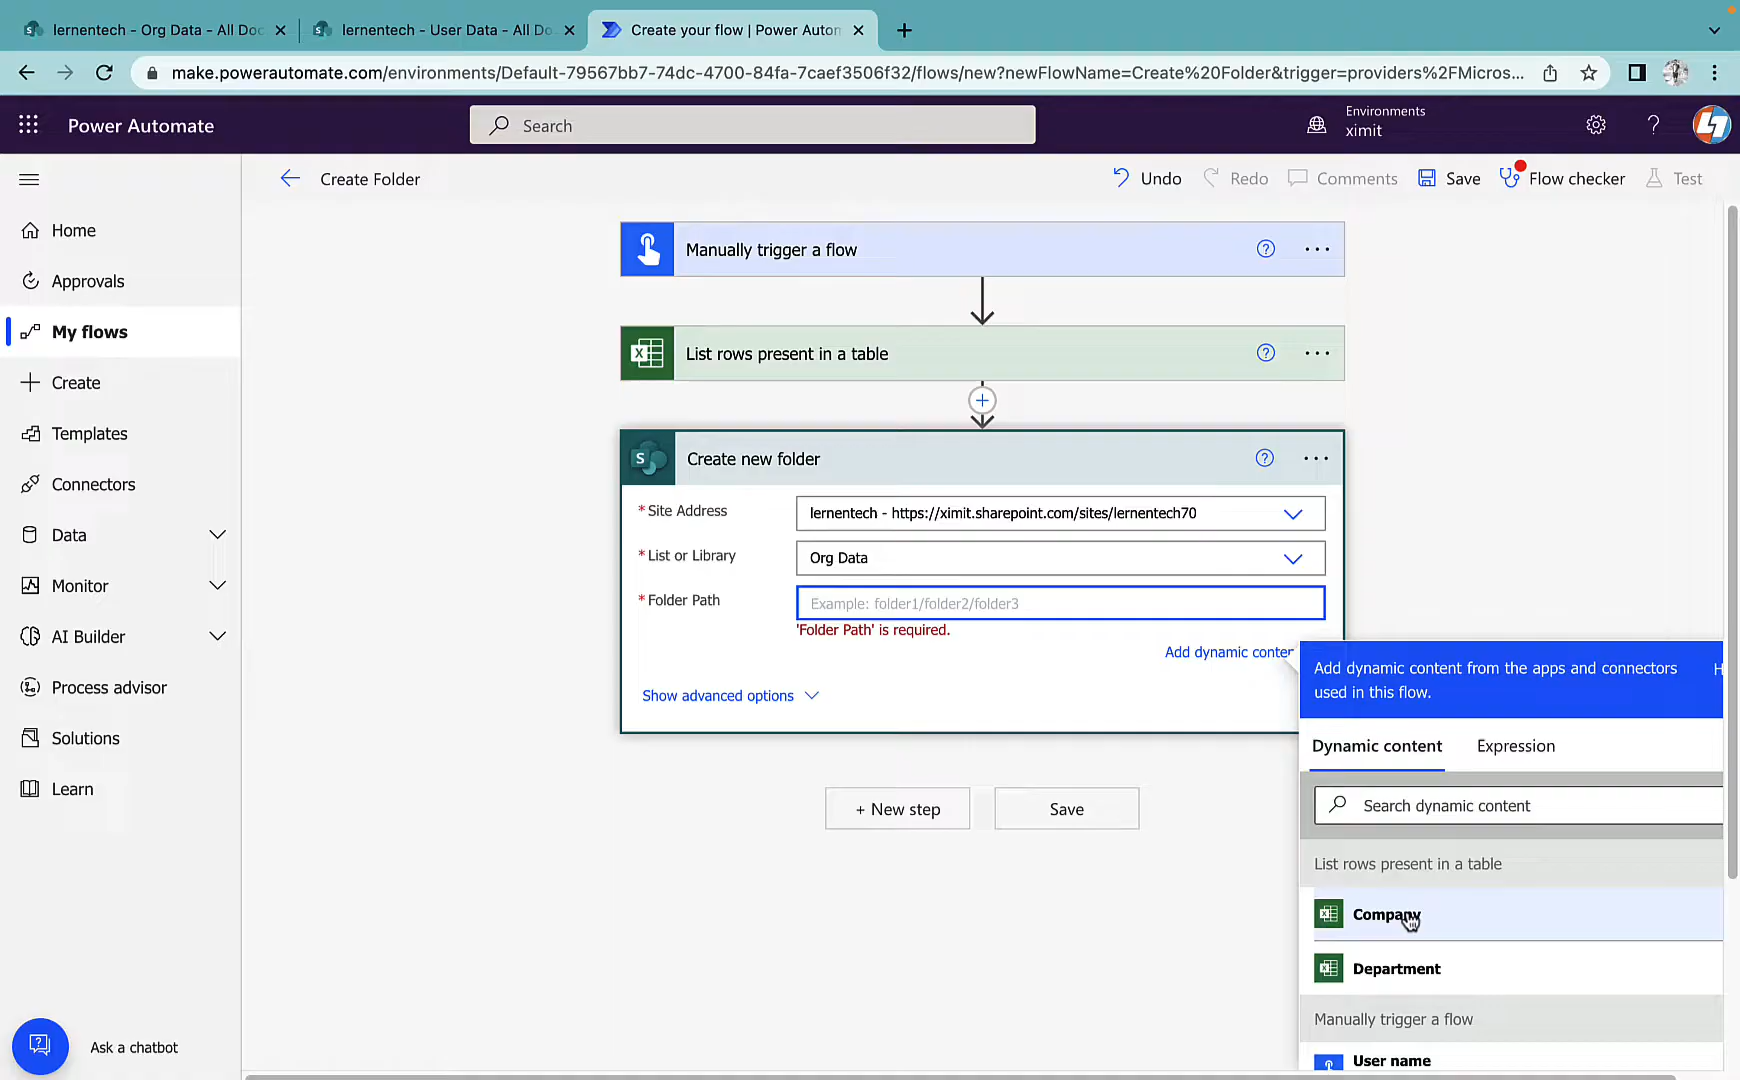 lernentech - Org Data - All Doc
lernentech - User Data - All Do
Create your flow | Power Autom
make.powerautomate.com/environments/Default-79567bb7-74dc-4700-84fa-7caef3506f32/flows/new?newFlowName=Create%20Folder&trigger=providers%2FMicros...
Power Automate
Search
Environments
ximit
Create Folder
Undo
Redo
Comments
Save
Flow checker
Test
Home
Approvals
My flows
Create
Templates
Connectors
Data
Monitor
AI Builder
Process advisor
Solutions
Learn
Ask a chatbot
Manually trigger a flow
List rows present in a table
Create new folder
* Site Address
lernentech - https://ximit.sharepoint.com/sites/lernentech70
* List or Library
Org Data
* Folder Path
Example: folder1/folder2/folder3
'Folder Path' is required.
Add dynamic conten
Show advanced options
+ New step
Save
Add dynamic content from the apps and connectors
used in this flow.
H
Dynamic content
Expression
Search dynamic content
List rows present in a table
Company
Department
Manually trigger a flow
User name